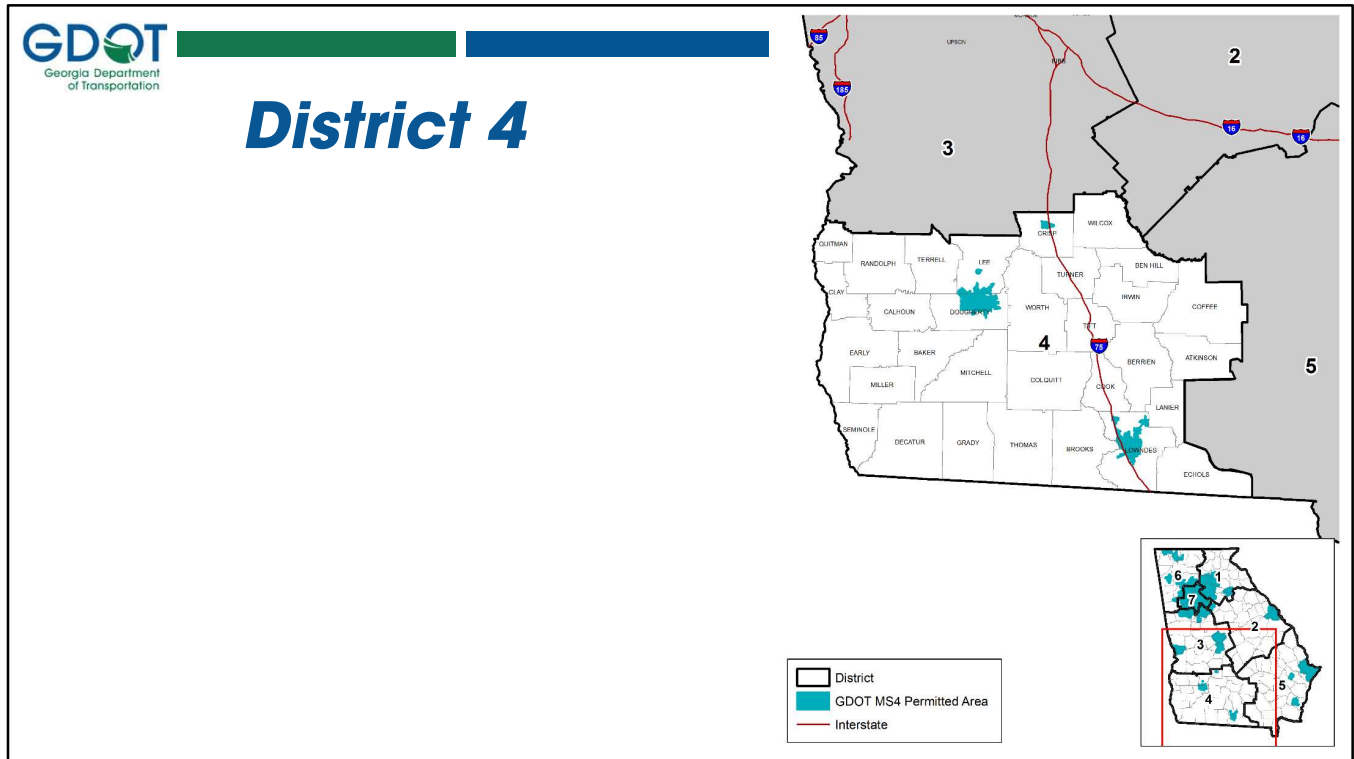 GDOT
Georgia Department
of Transportation
District 4
85
UPSON
BIBB
2
185
16
16
3
WILCOX
CRISP
QUITMAN
RANDOLPH
TERRELL
LEE
BEN HILL
TURNER
CLAY
IRWIN
COFFEE
CALHOUN
DOUGHERTY
WORTH
TIFT
4
75
EARLY
BAKER
BERRIEN
ATKINSON
5
MITCHELL
COLQUITT
MILLER
COOK
LANIER
SEMINOLE
DECATUR
GRADY
THOMAS
BROOKS
LOWNDES
ECHOLS
6
1
7
2
3
5
4
District
GDOT MS4 Permitted Area
Interstate